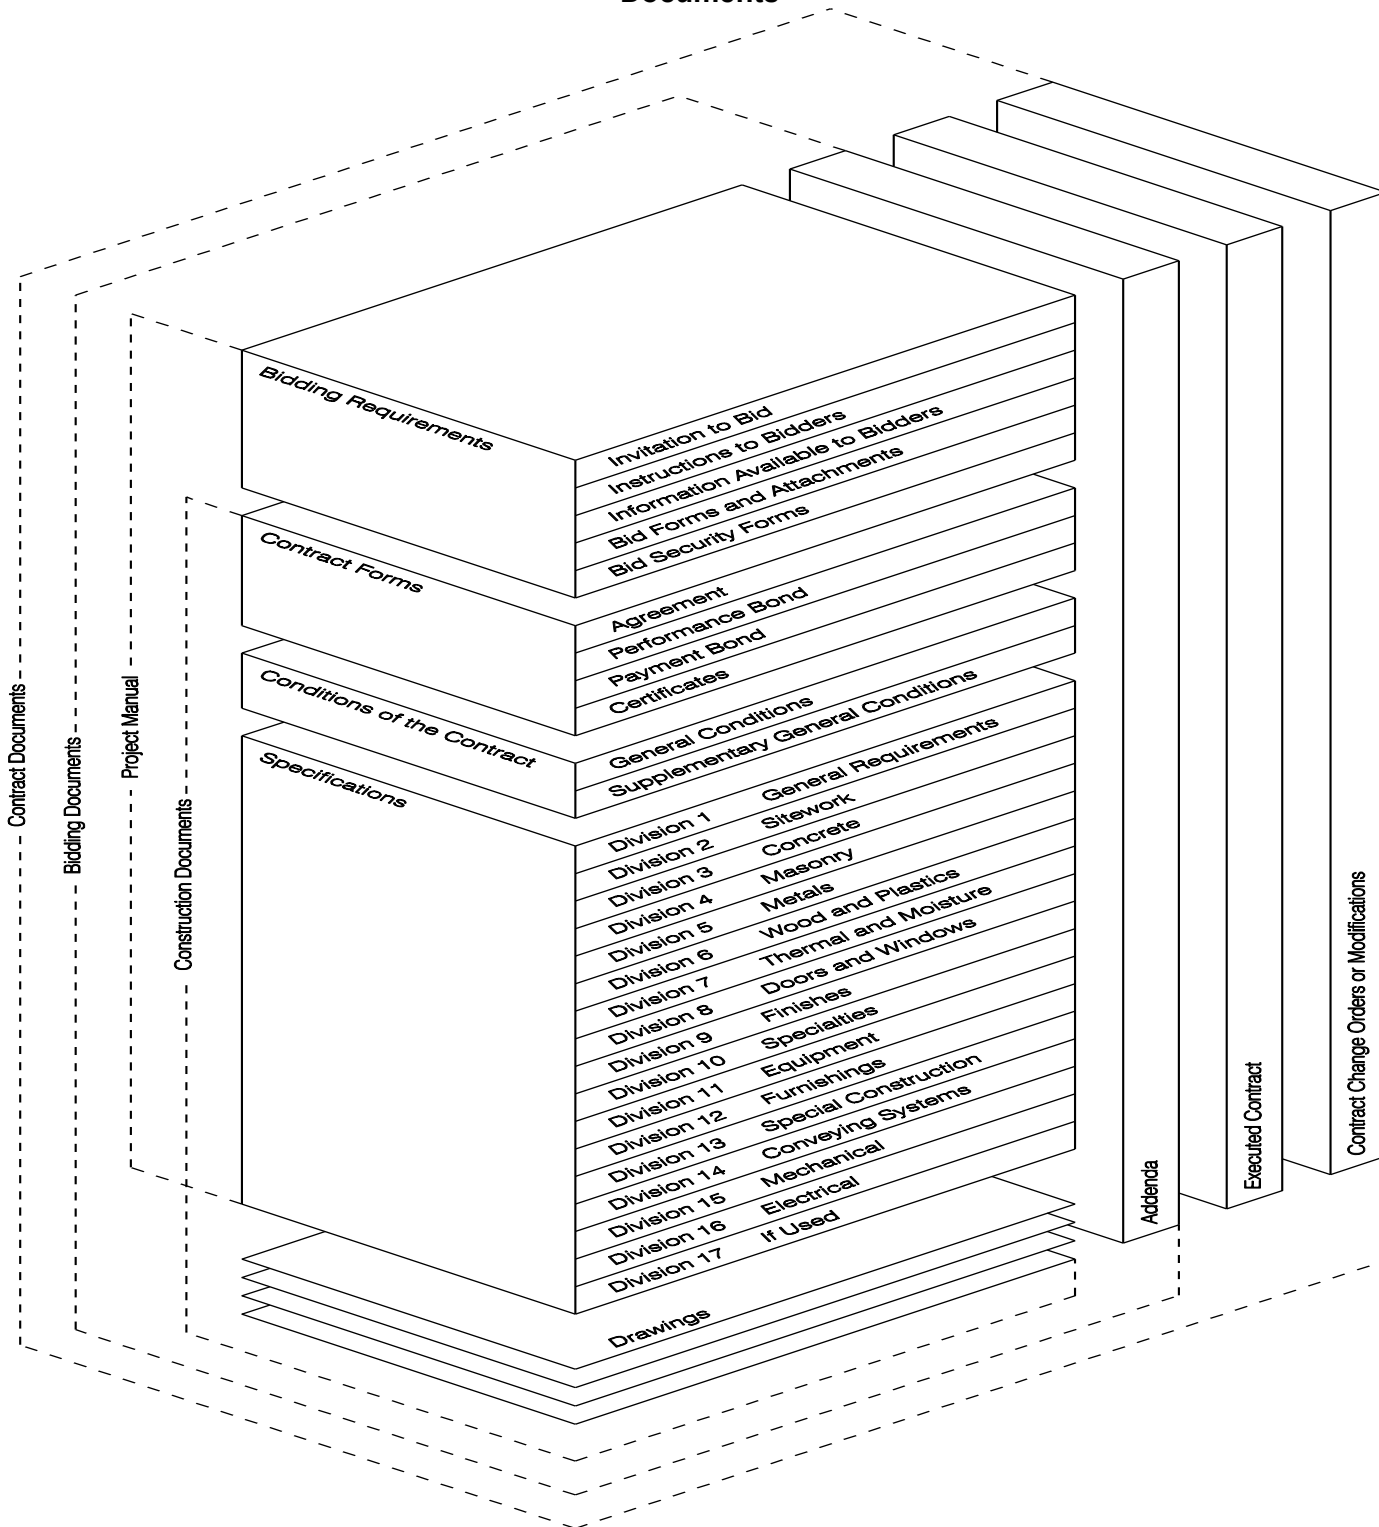 Documents
Bidding Requirements
Invitation to Bid
Instructions to Bidders
Information Available to Bidders
Bid Forms and Attachments
Bid Security Forms
Contract Forms
Agreement
Performance Bond
Payment Bond
Certificates
Conditions of the Contract
General Conditions
Supplementary General Conditions
Specifications
Division 1 General Requirements
Division 2 Sitework
Division 3 Concrete
Division 4 Masonry
Division 5 Metals
Division 6 Wood and Plastics
Division 7 Thermal and Moisture
Division 8 Doors and Windows
Division 9 Finishes
Division 10 Specialties
Division 11 Equipment
Division 12 Furnishings
Division 13 Special Construction
Division 14 Conveying Systems
Division 15 Mechanical
Division 16 Electrical
Division 17 If Used
Drawings
Contract Documents
Bidding Documents
Project Manual
Construction Documents
Addenda
Executed Contract
Contract Change Orders or Modifications